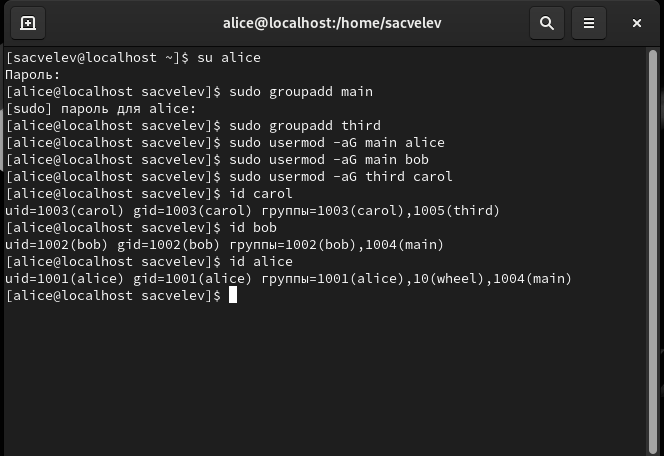 alice@localhost:/home/sacvelev
[sacvelev@localhost ~]$ su alice
Пароль:
[alice@localhost sacvelev]$ sudo groupadd main
[sudo] пароль для alice:
[alice@localhost sacvelev]$ sudo groupadd third
[alice@localhost sacvelev]$ sudo usermod -aG main alice
[alice@localhost sacvelev]$ sudo usermod -aG main bob
[alice@localhost sacvelev]$ sudo usermod -aG third carol
[alice@localhost sacvelev]$ id carol
uid=1003(carol) gid=1003(carol) группы=1003(carol),1005(third)
[alice@localhost sacvelev]$ id bob
uid=1002(bob) gid=1002(bob) группы=1002(bob),1004(main)
[alice@localhost sacvelev]$ id alice
uid=1001(alice) gid=1001(alice) группы=1001(alice),10(wheel),1004(main)
[alice@localhost sacvelev]$